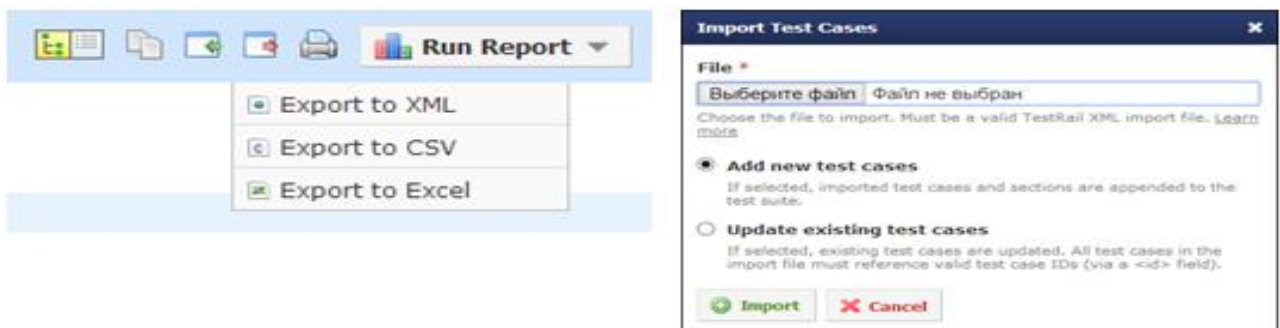 Run Report
Export to XML
Export to CSV
Export to Excel
Import Test Cases
File *
Выберите файл Файл не выбран
Choose the file to import. Must be a valid TestRail XML import file. Learn
more
Add new test cases
If selected, imported test cases and sections are appended to the
test suite.
Update existing test cases
If selected, existing test cases are updated. All test cases in the
import file must reference valid test case IDs (via a <id> field).
Import Cancel